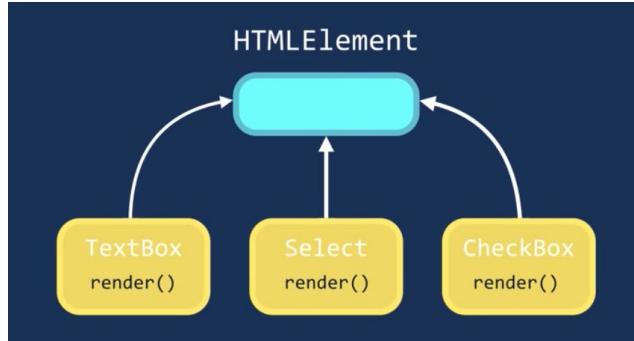 HTMLElement
TextBox
render()
Select
render()
CheckBox
render()